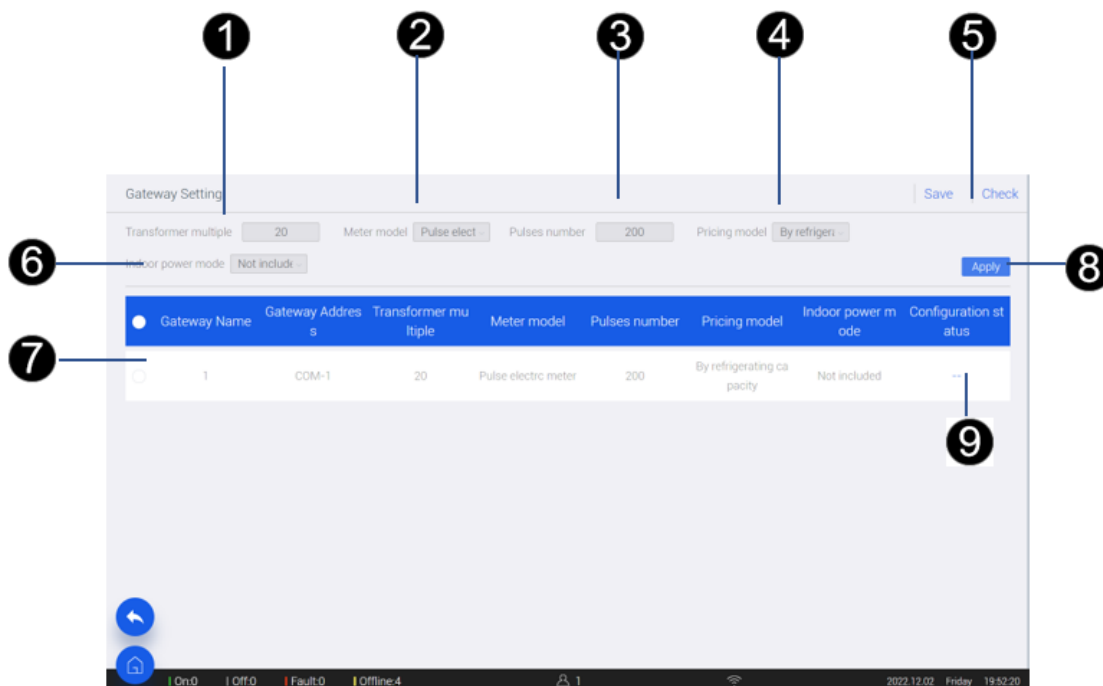 1 2 3 4 5
Gateway Setting Save Check
Transformer multiple 20 Meter model Pulse elect Pulses number 200 Pricing model By refrigera
6 Indoor power mode Not include Apply 8
Gateway Name Gateway Addres Transformer mu Meter model Pulses number Pricing model Indoor power m Configuration st
s ltiple ode atus
7 1 COM-1 20 Pulse electrc meter 200 By refrigerating ca Not included --
pacity
9
On:0 Off:0 Fault:0 Offline:4 1 2022.12.02 Friday 19:52:20